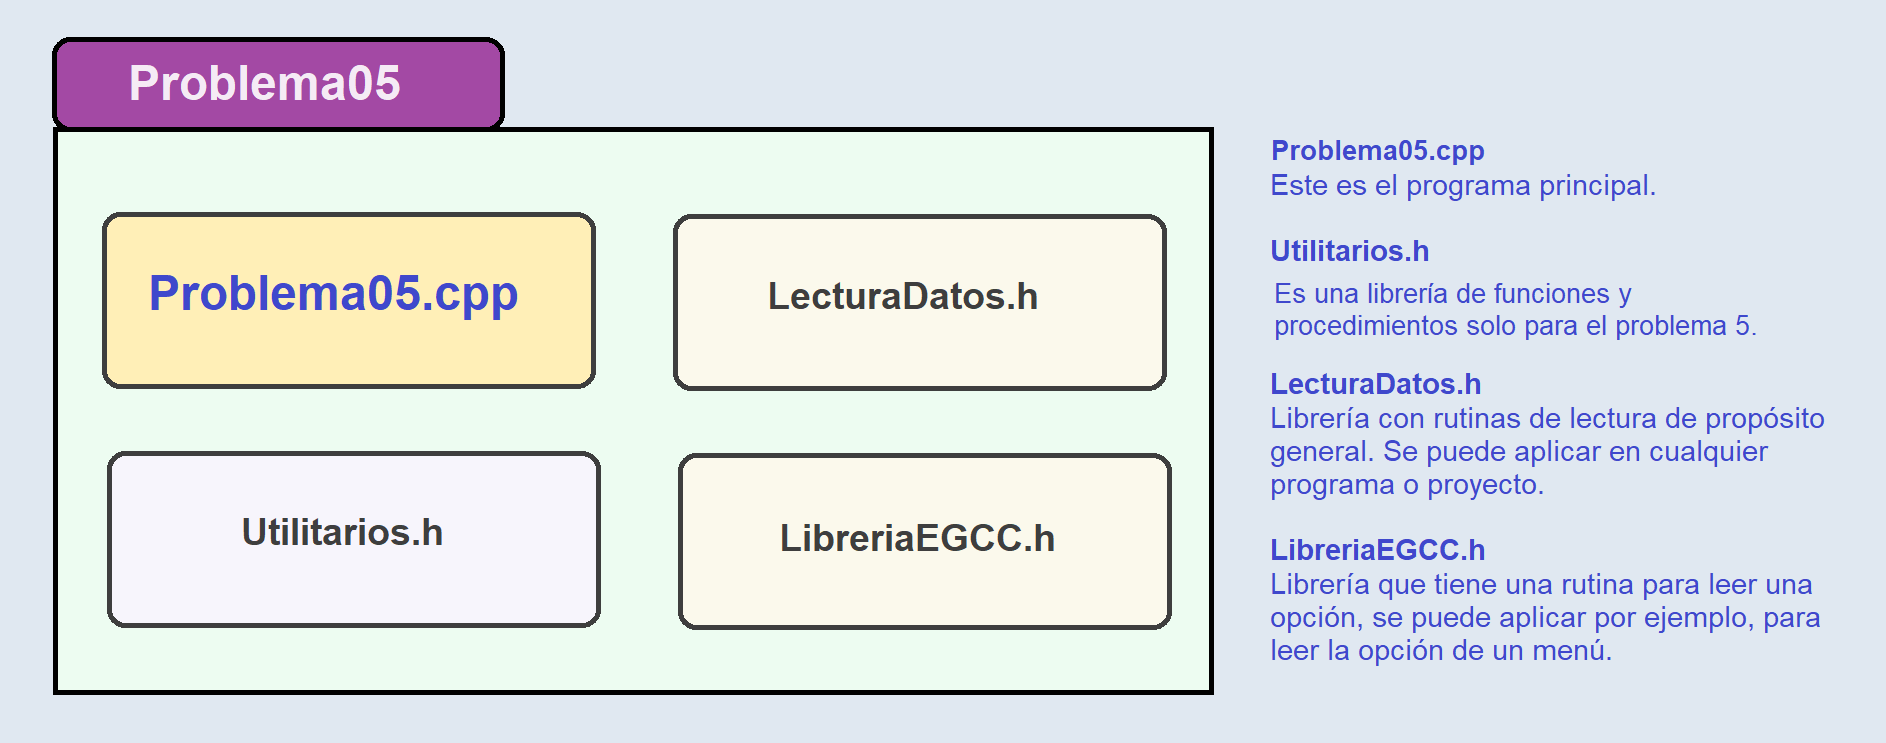 Problema05
Problema05.cpp
LecturaDatos.h
Utilitarios.h
LibreriaEGCC.h
Problema05.cpp
Este es el programa principal.
Utilitarios.h
Es una librería de funciones y
procedimientos solo para el problema 5.
LecturaDatos.h
Librería con rutinas de lectura de propósito
general. Se puede aplicar en cualquier
programa o proyecto.
LibreriaEGCC.h
Librería que tiene una rutina para leer una
opción, se puede aplicar por ejemplo, para
leer la opción de un menú.